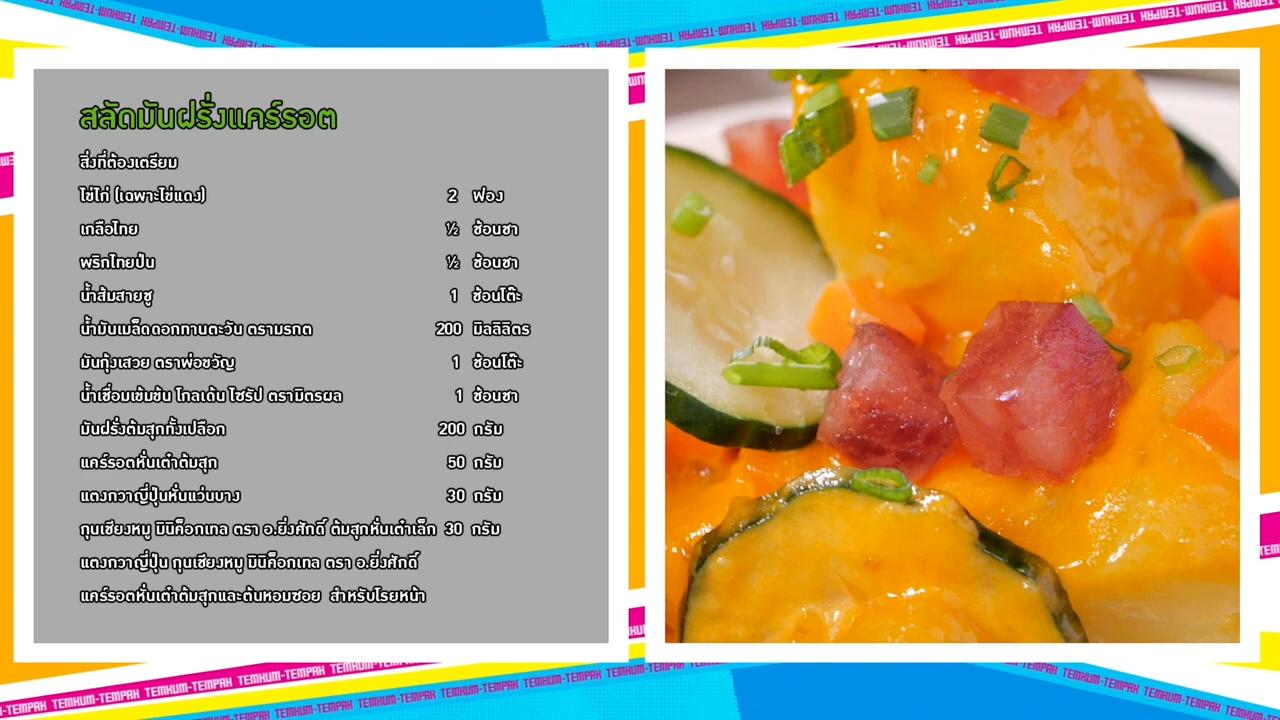 สลัดมันฝรั่งแคร์รอต
สิ่งที่ต้องเตรียม
ไข่ไก่ (เฉพาะไข่แดง) 2 ฟอง
เกลือไทย ½ ช้อนชา
พริกไทยป่น ½ ช้อนชา
น้ำส้มสายชู 1 ช้อนโต๊ะ
น้ำมันเมล็ดดอกทานตะวัน ตรามรกต 200 มิลลิลิตร
มันกุ้งเสวย ตราพ่อขวัญ 1 ช้อนโต๊ะ
น้ำเชื่อมเข้มข้น โกลเด้น ไซรัป ตรามิตรผล 1 ช้อนชา
มันฝรั่งต้มสุกทั้งเปลือก 200 กรัม
แคร์รอตหั่นเต๋าต้มสุก 50 กรัม
แตงกวาญี่ปุ่นหั่นแว่นบาง 30 กรัม
กุนเชียงหมู มินิค็อกเทล ตรา อ.ยิ่งศักดิ์ ต้มสุกหั่นเต๋าเล็ก 30 กรัม
แตงกวาญี่ปุ่น กุนเชียงหมู มินิค็อกเทล ตรา อ.ยิ่งศักดิ์
แคร์รอตหั่นเต๋าต้มสุกและต้นหอมซอย สำหรับโรยหน้า
TEMKUM-TEMPAK TEMKUM-TEMPAK TEMKUM-TEMPAK TEMKUM-TEMPAK